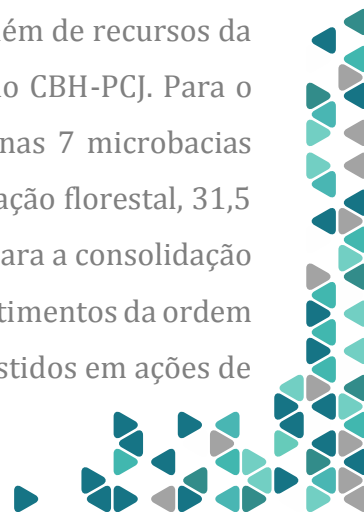 ém de recursos da
o CBH-PCJ. Para o
nas 7 microbacias
ação florestal, 31,5
ara a consolidação
timentos da ordem
stidos em ações de